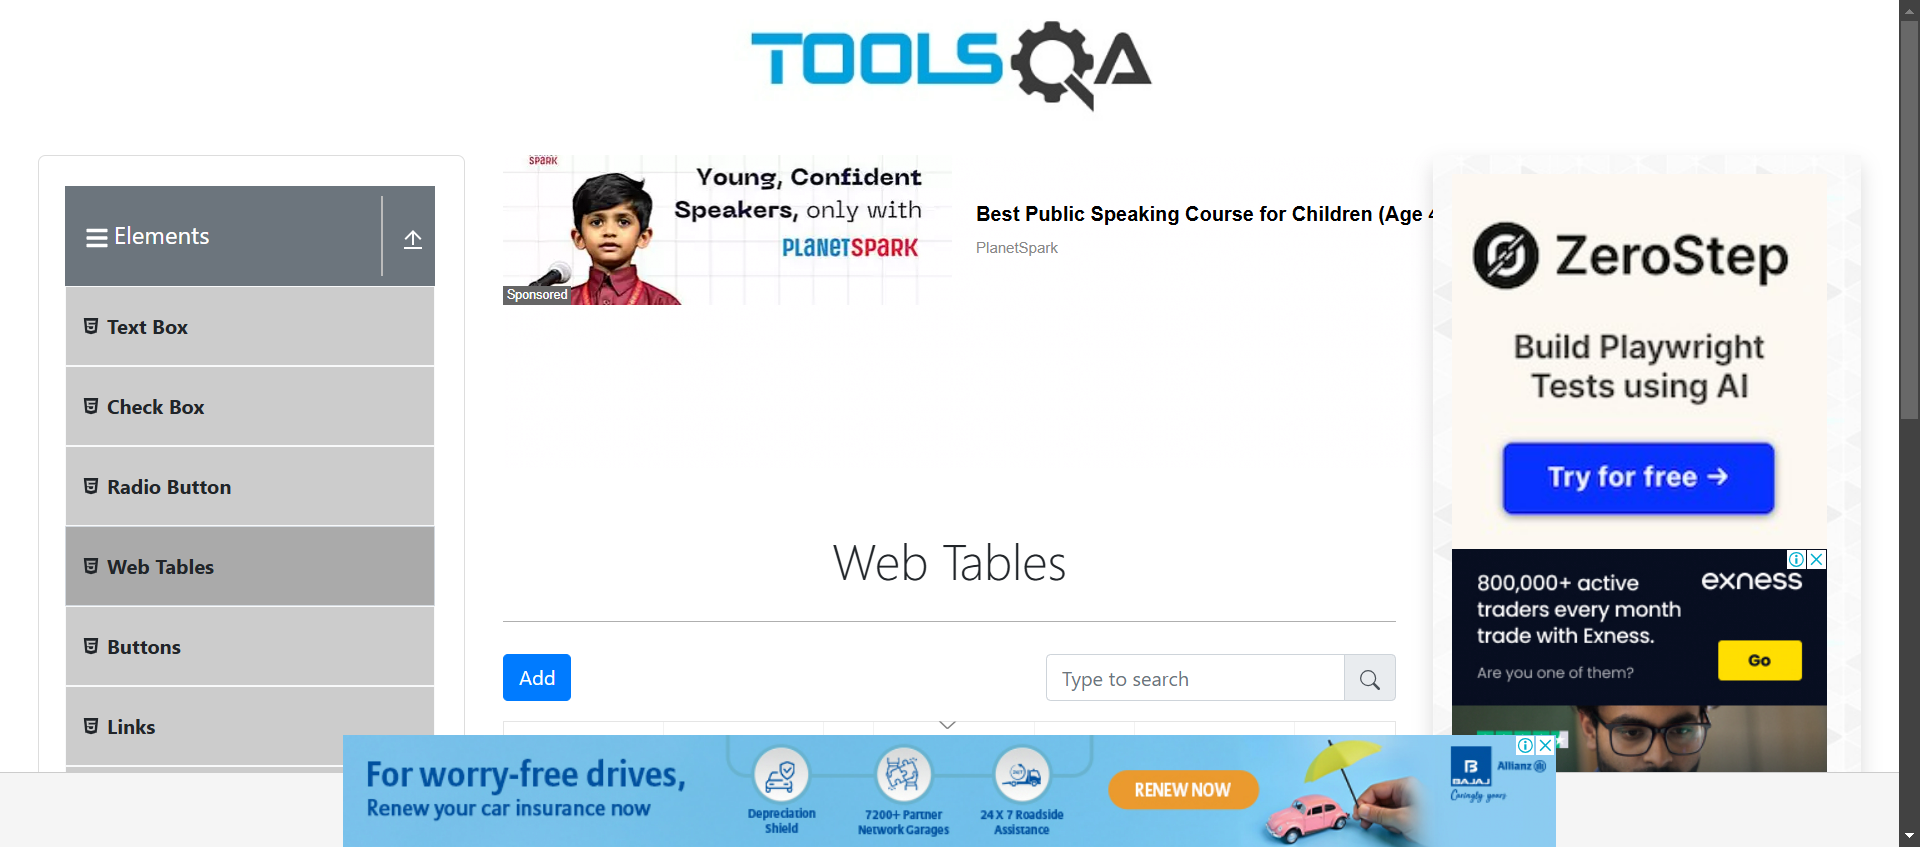 TOOLSQA
Elements
Text Box
Check Box
Radio Button
Web Tables
Buttons
Links
SPARK
Young, Confident
Speakers, only with
PLANETSPARK
Sponsored
Best Public Speaking Course for Children (Age 4
PlanetSpark
Web Tables
Add
Type to search
ZeroStep
Build Playwright
Tests using AI
Try for free →
800,000+ active
traders every month
trade with Exness.
Are you one of them?
exness
Go
For worry-free drives,
Renew your car insurance now
Depreciation
Shield
7200+ Partner
Network Garages
24 X 7 Roadside
Assistance
RENEW NOW
B
BAJAJ
Allianz
Caringly yours